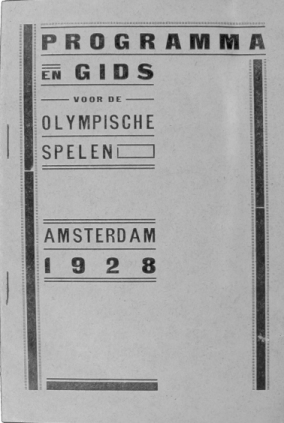 PROGRAMMA
EN GIDS
VOOR DE
OLYMPISCHE
SPELEN
AMSTERDAM
1928